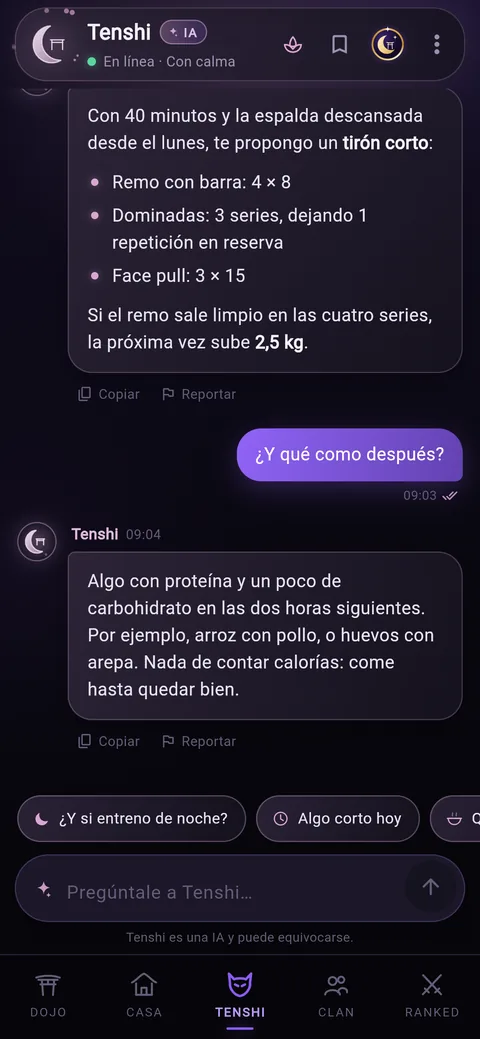 Tenshi
IA
En línea · Con calma
Con 40 minutos y la espalda descansada
desde el lunes, te propongo un tirón corto:
Remo con barra: 4 × 8
Dominadas: 3 series, dejando 1
repetición en reserva
Face pull: 3 × 15
Si el remo sale limpio en las cuatro series,
la próxima vez sube 2,5 kg.
Copiar
Reportar
¿Y qué como después?
09:03
Tenshi 09:04
Algo con proteína y un poco de
carbohidrato en las dos horas siguientes.
Por ejemplo, arroz con pollo, o huevos con
arepa. Nada de contar calorías: come
hasta quedar bien.
Copiar
Reportar
¿Y si entreno de noche?
Algo corto hoy
Pregúntale a Tenshi…
Tenshi es una IA y puede equivocarse.
DOJO
CASA
TENSHI
CLAN
RANKED